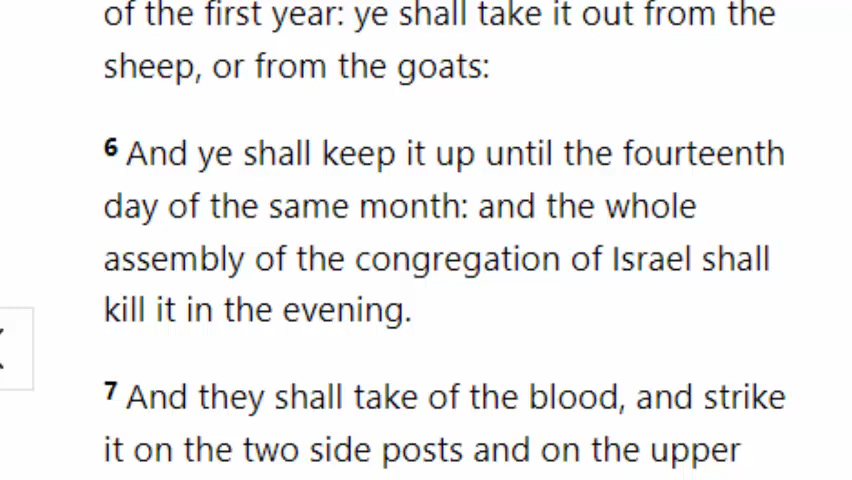 of the first year: ye shall take it out from the
sheep, or from the goats:
6 And ye shall keep it up until the fourteenth
day of the same month: and the whole
assembly of the congregation of Israel shall
kill it in the evening.
7 And they shall take of the blood, and strike
it on the two side posts and on the upper